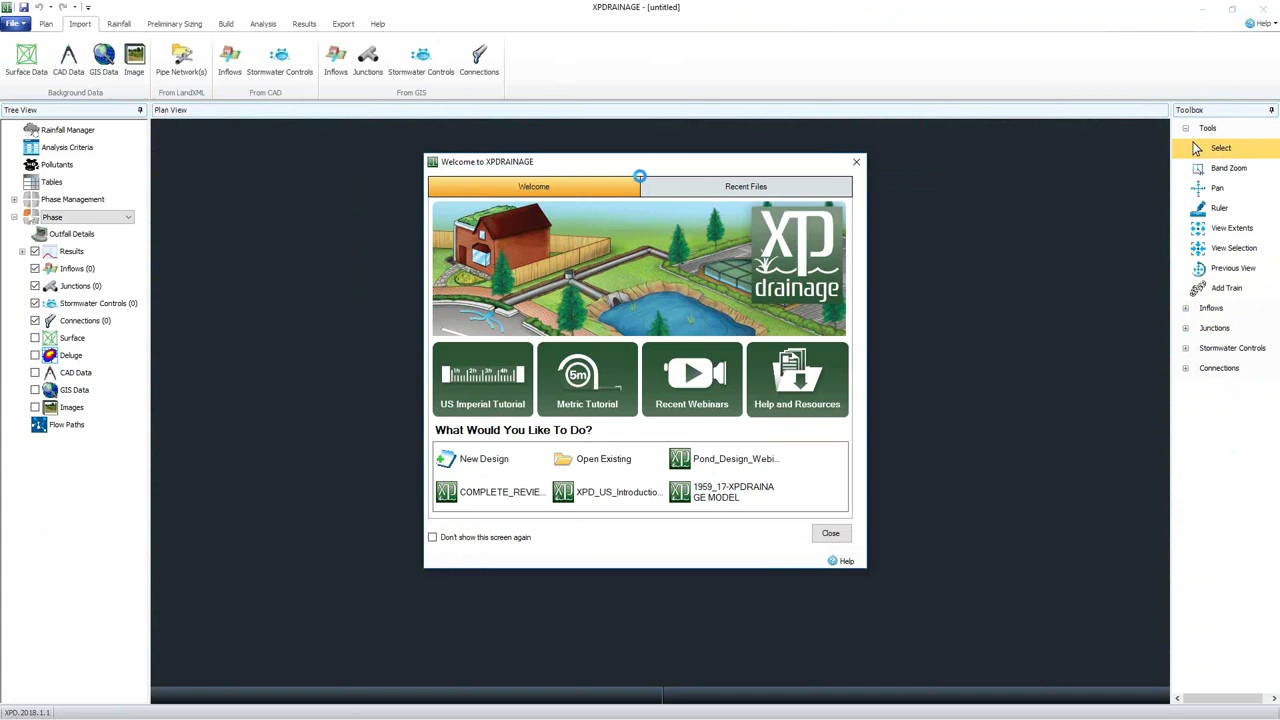 XPDRAINAGE - [untitled]
File Plan Import Rainfall Preliminary Sizing Build Analysis Results Export Help
Help
Surface Data CAD Data GIS Data Image Pipe Network(s) Inflows Stormwater Controls Inflows Junctions Stormwater Controls Connections
Background Data From LandXML From CAD From GIS
Tree View
Plan View
Toolbox
Rainfall Manager
Analysis Criteria
Pollutants
Tables
Phase Management
Phase
Outfall Details
Results
Inflows (0)
Junctions (0)
Stormwater Controls (0)
Connections (0)
Surface
Deluge
CAD Data
GIS Data
Images
Flow Paths
Welcome to XPDRAINAGE
Welcome Recent Files
xp
drainage
1h 2h 3h 4h
5m
US Imperial Tutorial Metric Tutorial Recent Webinars Help and Resources
What Would You Like To Do?
New Design Open Existing Pond_Design_Webi...
COMPLETE_REVIE... XPD_US_Introductio... 1959_17-XPDRAINA
GE MODEL
Don't show this screen again
Close
Help
Tools
Select
Band Zoom
Pan
Ruler
View Extents
View Selection
Previous View
Add Train
Inflows
Junctions
Stormwater Controls
Connections
XPD.2018.1.1